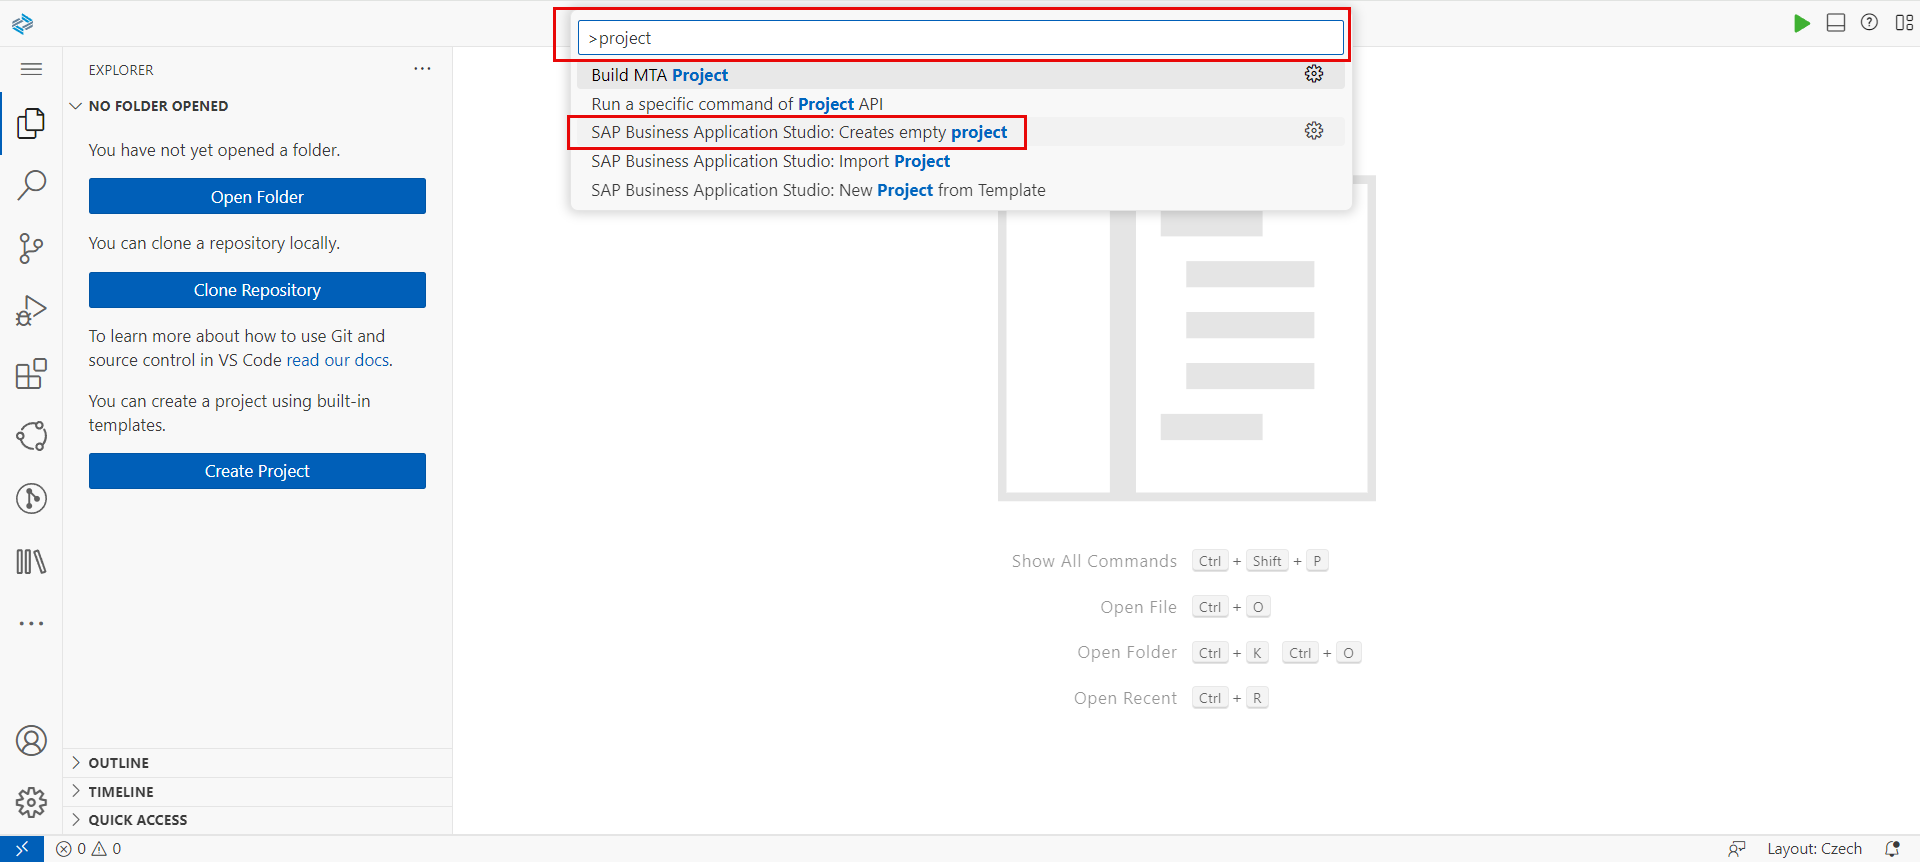 >project
Build MTA Project
Run a specific command of Project API
SAP Business Application Studio: Creates empty project
SAP Business Application Studio: Import Project
SAP Business Application Studio: New Project from Template
EXPLORER
NO FOLDER OPENED
You have not yet opened a folder.
Open Folder
You can clone a repository locally.
Clone Repository
To learn more about how to use Git and
source control in VS Code read our docs.
You can create a project using built-in
templates.
Create Project
Show All Commands Ctrl + Shift + P
Open File Ctrl + O
Open Folder Ctrl + K Ctrl + O
Open Recent Ctrl + R
OUTLINE
TIMELINE
QUICK ACCESS
0 0
Layout: Czech